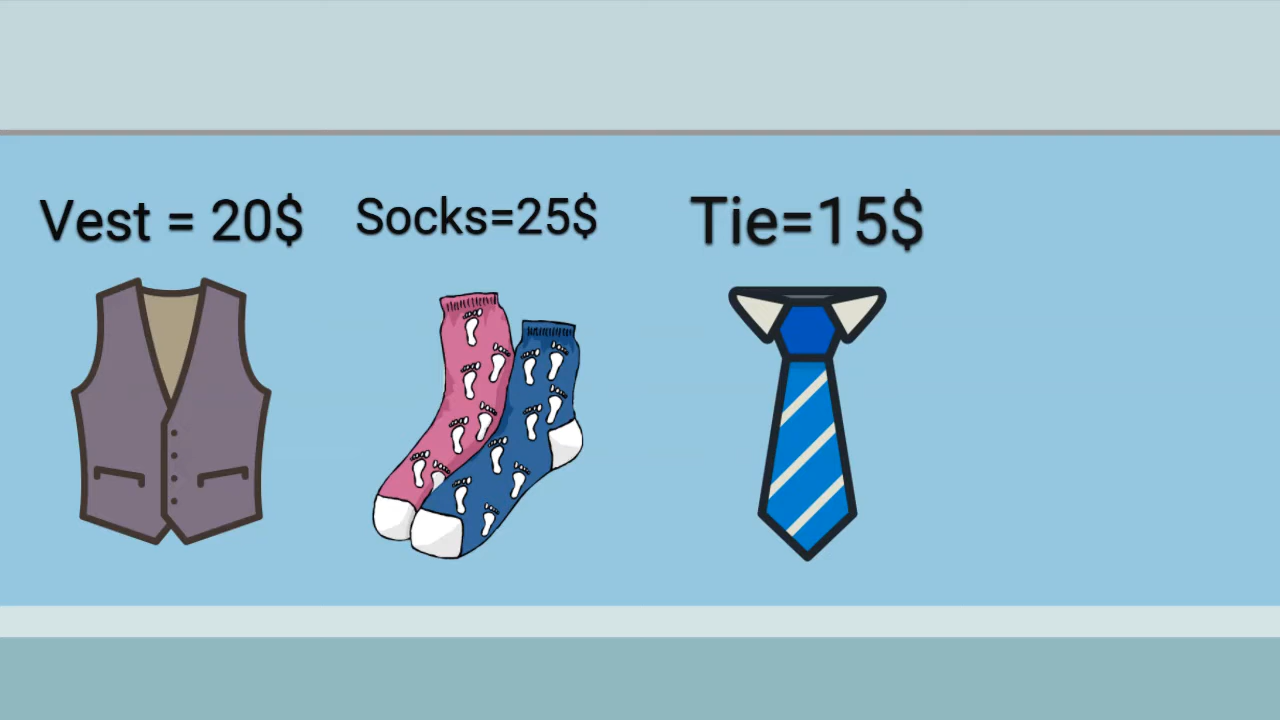 Vest = 20$
Socks=25$
Tie=15$